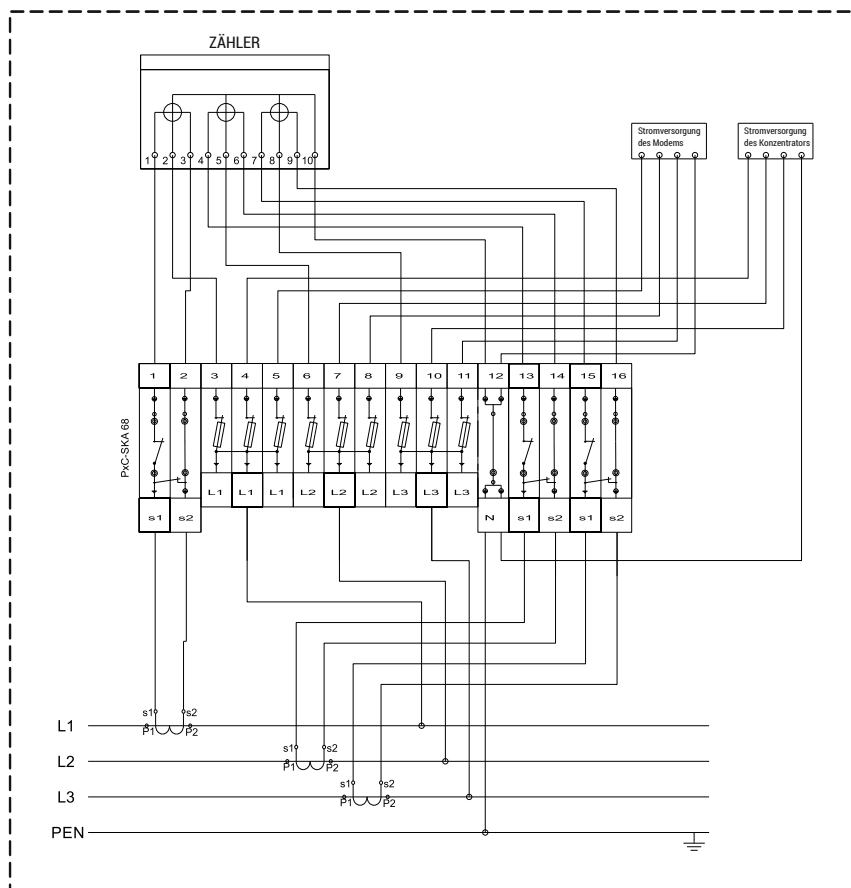 ZÄHLER
1 2 3 4 5 6 7 8 9 10
Stromversorgung
des Modems
Stromversorgung
des Konzentrators
PxC-SKA 68
1 2 3 4 5 6 7 8 9 10 11 12 13 14 15 16
L1 L1 L1 L2 L2 L2 L3 L3 L3
s1 s2 N s1 s2 s1 s2
s1 s2
L1 P1 P2
s1 s2
L2 P1 P2
s1 s2
L3 P1 P2
PEN